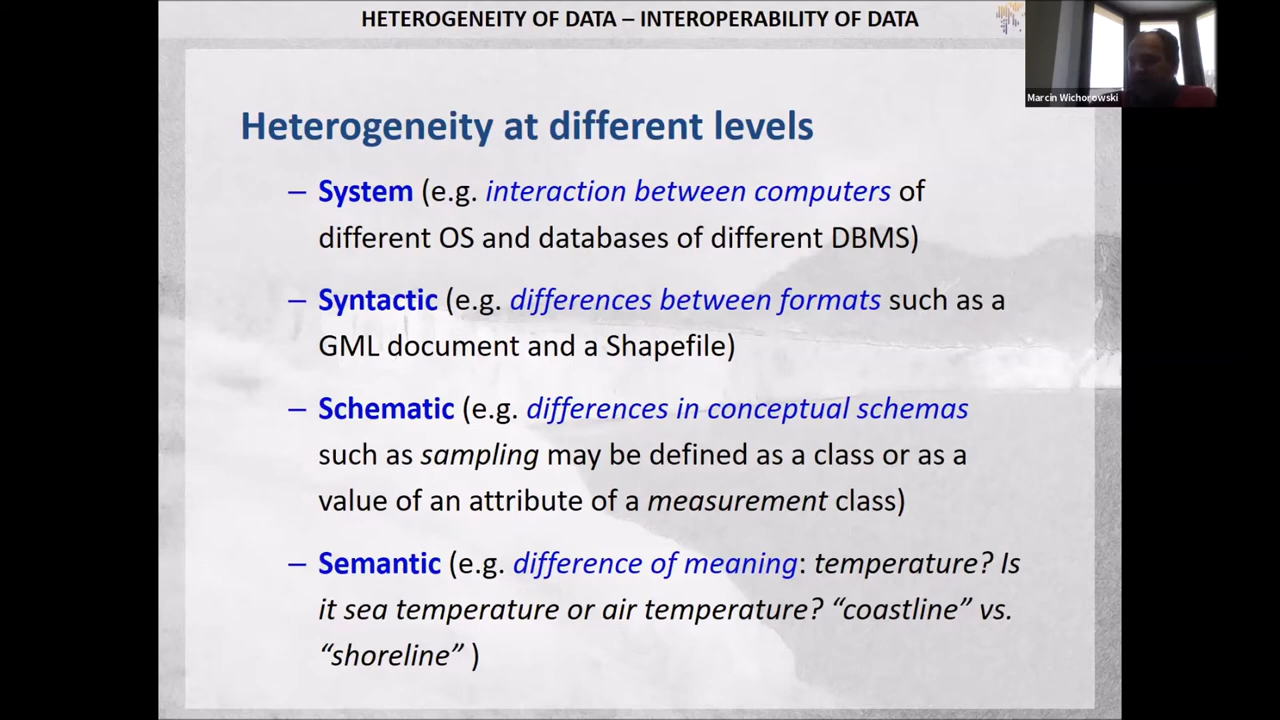 HETEROGENEITY OF DATA – INTEROPERABILITY OF DATA
Marcin Wichorowski
Heterogeneity at different levels
– System (e.g. interaction between computers of
different OS and databases of different DBMS)
– Syntactic (e.g. differences between formats such as a
GML document and a Shapefile)
– Schematic (e.g. differences in conceptual schemas
such as sampling may be defined as a class or as a
value of an attribute of a measurement class)
– Semantic (e.g. difference of meaning: temperature? Is
it sea temperature or air temperature? “coastline” vs.
“shoreline” )